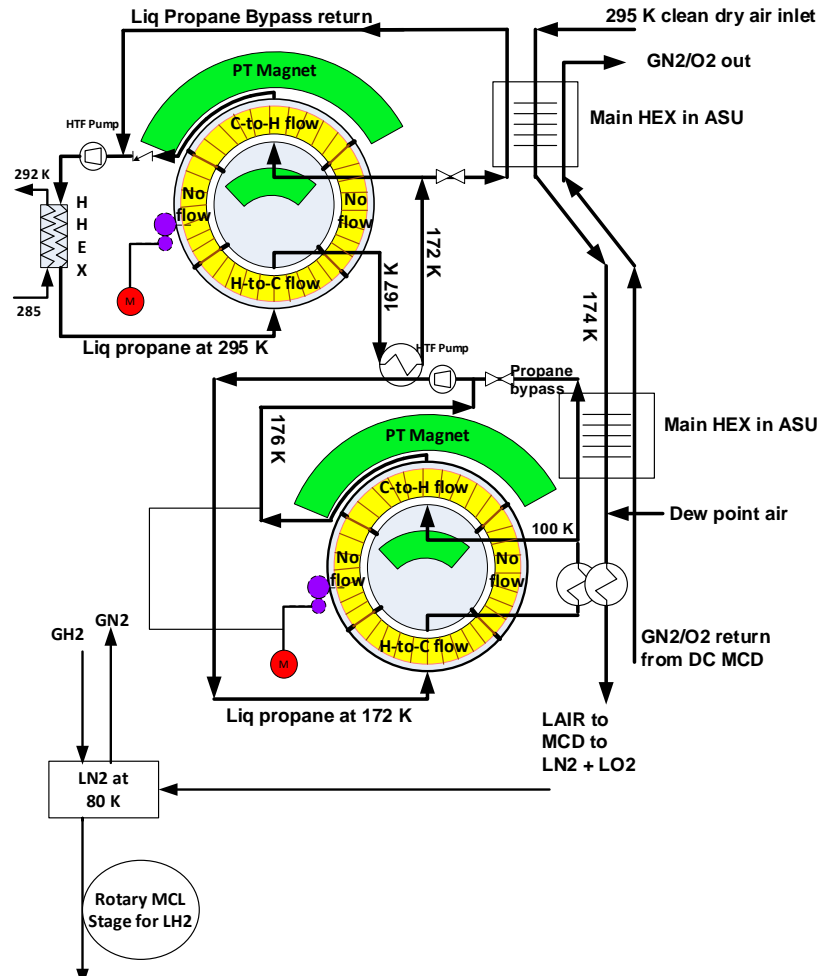 Liq Propane Bypass return
295 K clean dry air inlet
GN2/O2 out
PT Magnet
Main HEX in ASU
HTF Pump
C-to-H flow
292 K
H
H
E
X
No
flow
No
flow
172 K
285
M
H-to-C flow
167 K
174 K
Liq propane at 295 K
HTF Pump
Propane
bypass
176 K
PT Magnet
Main HEX in ASU
C-to-H flow
100 K
Dew point air
No
flow
No
flow
GH2
GN2
M
H-to-C flow
GN2/O2 return
from DC MCD
Liq propane at 172 K
LAIR to
MCD to
LN2 + LO2
LN2 at
80 K
Rotary MCL
Stage for LH2